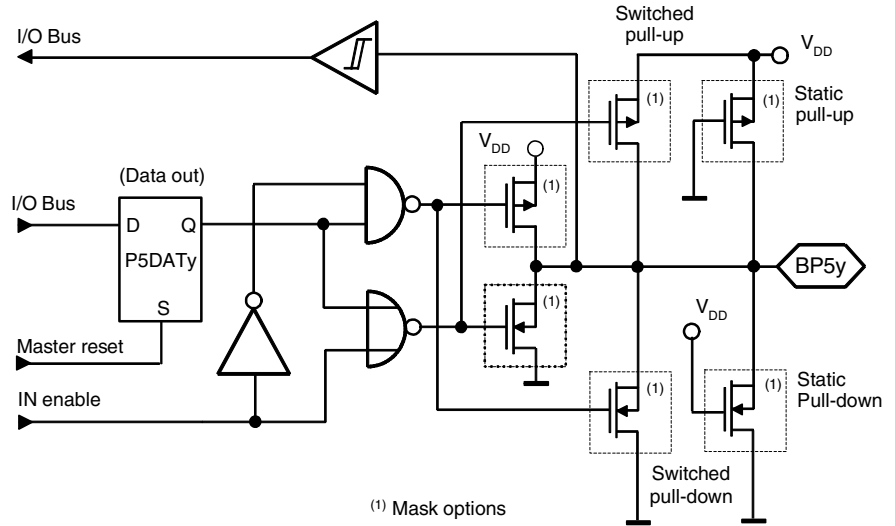 Switched
pull-up
I/O Bus
V_DD
(1)
(1)
Static
pull-up
V_DD
(1)
(Data out)
I/O Bus
D
Q
P5DATy
S
BP5y
(1)
V_DD
Master reset
IN enable
(1)
(1)
Static
Pull-down
Switched
pull-down
(1) Mask options